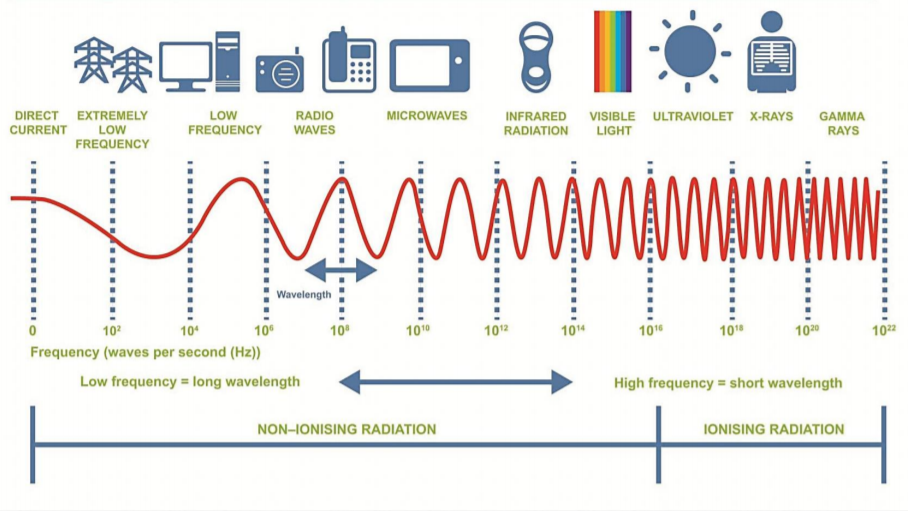 DIRECT
CURRENT
EXTREMELY
LOW
FREQUENCY
LOW
FREQUENCY
RADIO
WAVES
MICROWAVES
INFRARED
RADIATION
VISIBLE
LIGHT
ULTRAVIOLET
X-RAYS
GAMMA
RAYS
Wavelength
0 10² 10⁴ 10⁶ 10⁸ 10¹⁰ 10¹² 10¹⁴ 10¹⁶ 10¹⁸ 10²⁰ 10²²
Frequency (waves per second (Hz))
Low frequency = long wavelength
High frequency = short wavelength
NON–IONISING RADIATION
IONISING RADIATION